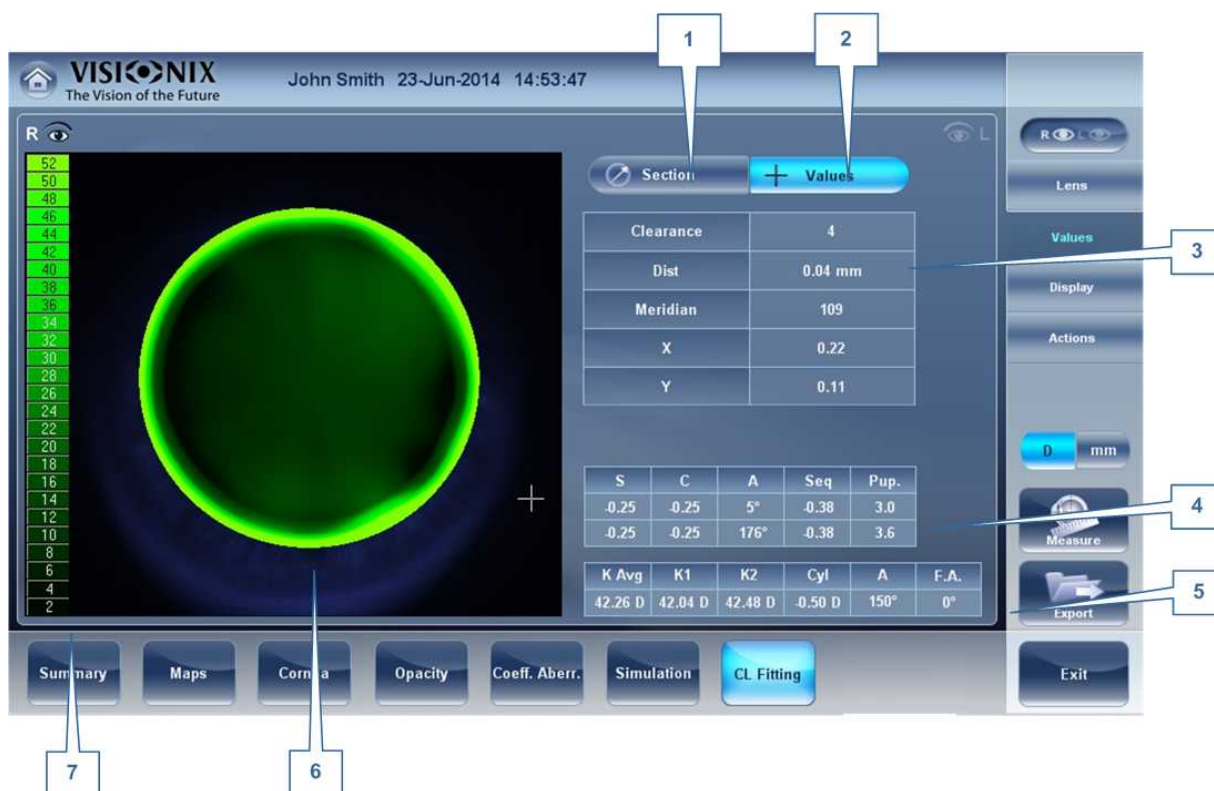 1
2
VISIONIX
The Vision of the Future
John Smith 23-Jun-2014 14:53:47
R
L
R L
Section
Values
Lens
Values
Display
Actions
3
52
50
48
46
44
42
40
38
36
34
32
30
28
26
24
22
20
18
16
14
12
10
8
6
4
2
Clearance 4
Dist 0.04 mm
Meridian 109
X 0.22
Y 0.11
D mm
S C A Seq Pup.
-0.25 -0.25 5° -0.38 3.0
-0.25 -0.25 176° -0.38 3.6
Measure
4
K Avg K1 K2 Cyl A F.A.
42.26 D 42.04 D 42.48 D -0.50 D 150° 0°
Export
5
Summary Maps Cornea Opacity Coeff. Aberr. Simulation CL Fitting Exit
7
6